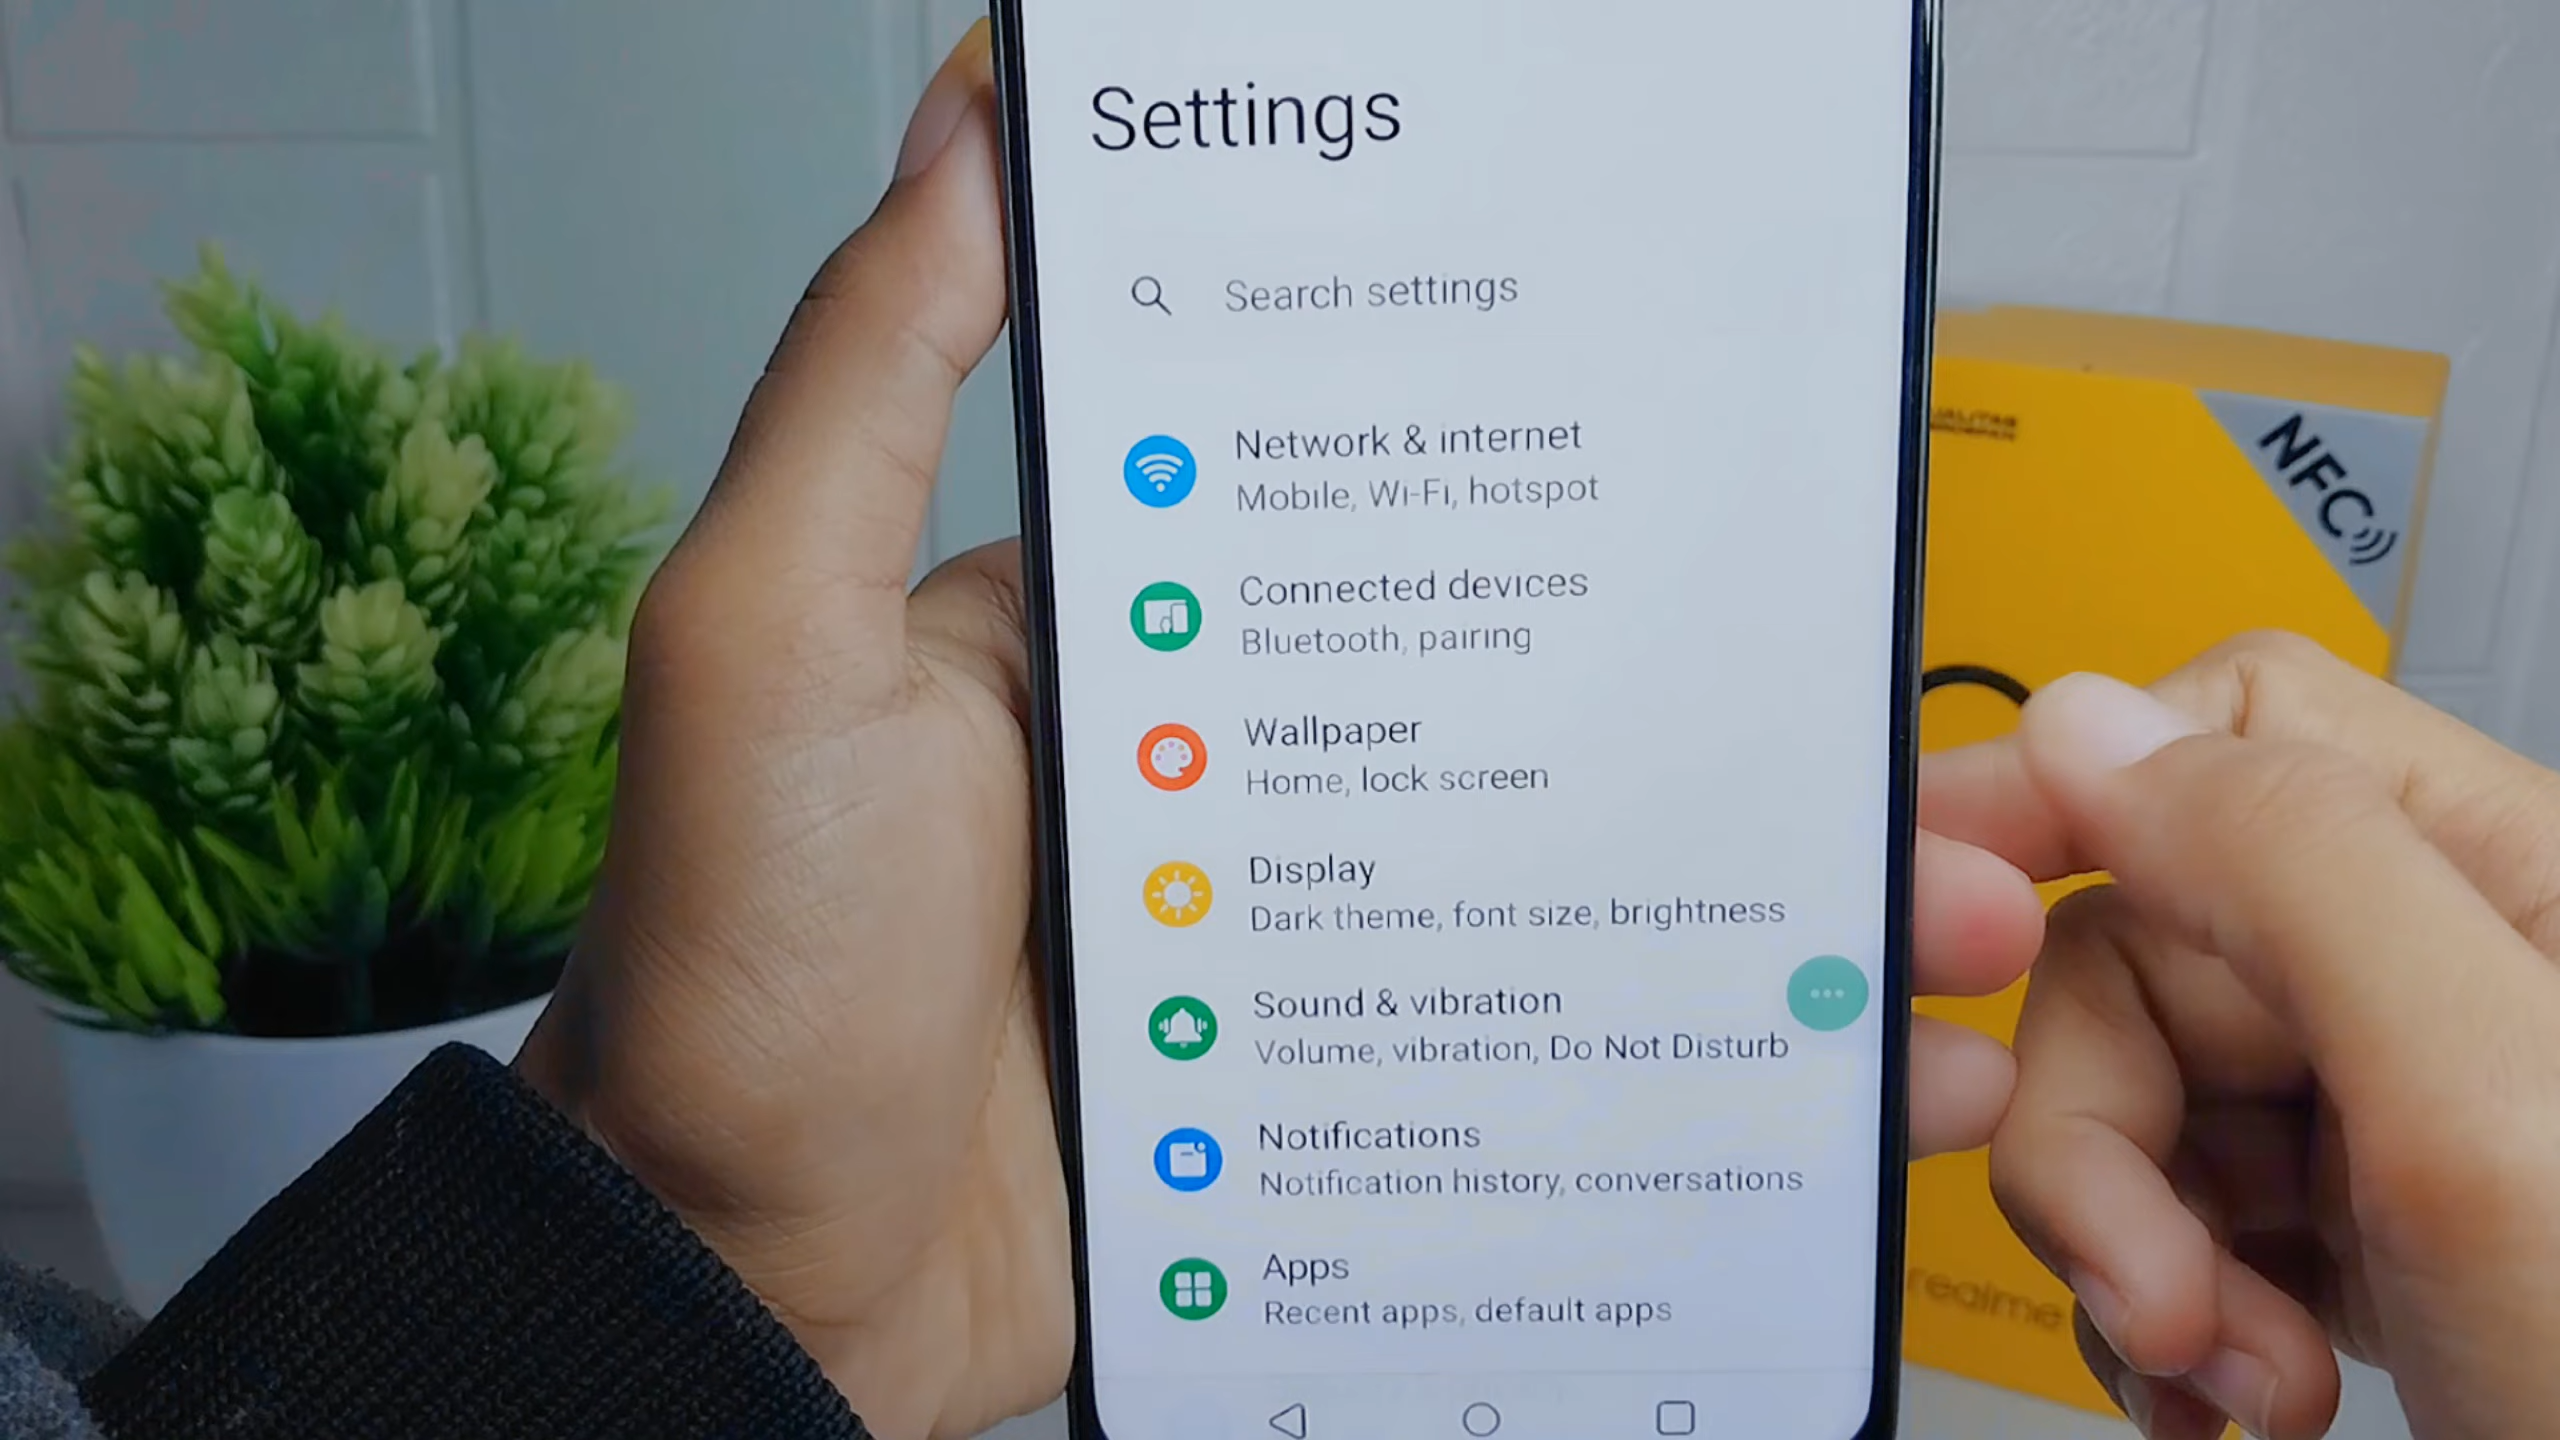 Settings
Search settings
Network & internet
Mobile, Wi-Fi, hotspot
Connected devices
Bluetooth, pairing
Wallpaper
Home, lock screen
Display
Dark theme, font size, brightness
Sound & vibration
Volume, vibration, Do Not Disturb
Notifications
Notification history, conversations
Apps
Recent apps, default apps
NFC
realme